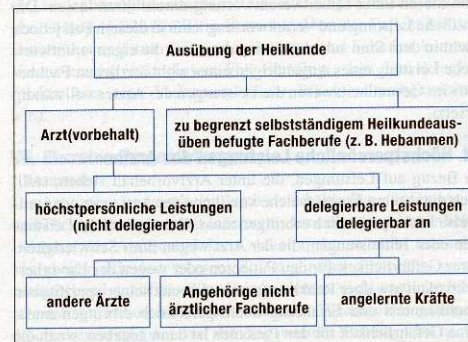 Ausübung der Heilkunde
Arzt(vorbehalt)
zu begrenzt selbstständigem Heilkundeaus-
üben befugte Fachberufe (z. B. Hebammen)
höchstpersönliche Leistungen
(nicht delegierbar)
delegierbare Leistungen
delegierbar an
andere Ärzte
Angehörige nicht
ärztlicher Fachberufe
angelernte Kräfte